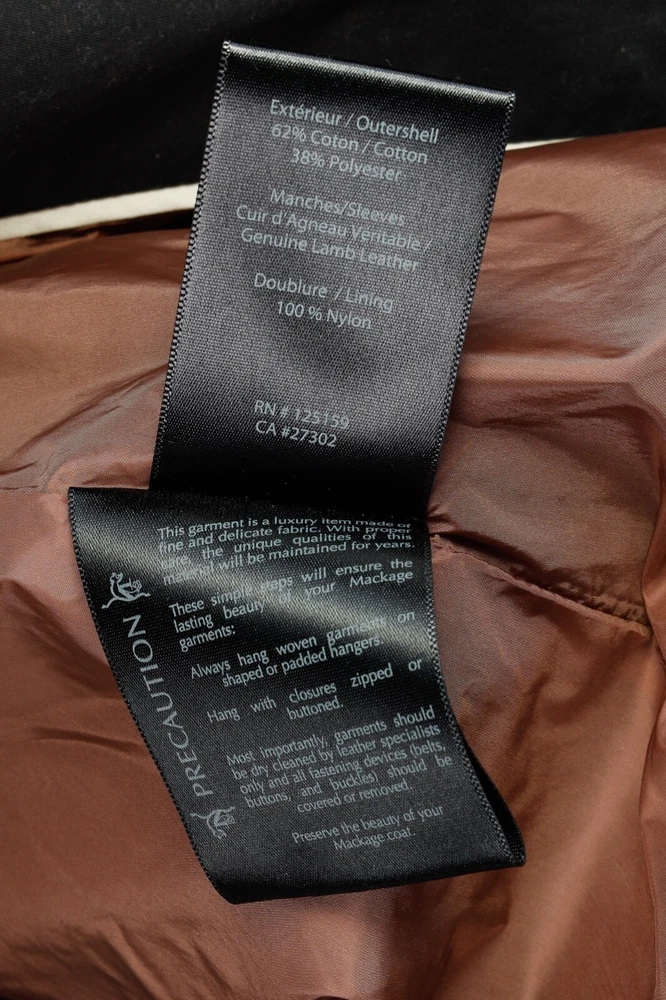 Extérieur / Outershell
62% Coton / Cotton
38% Polyester
Manches/Sleeves
Cuir d'Agneau Véritable /
Genuine Lamb Leather
Doublure / Lining
100 % Nylon
RN # 125159
CA #27302
This garment is a luxury item made of
fine and delicate fabric. With proper
care, the unique qualities of this
material will be maintained for years.
These simple steps will ensure the
lasting beauty of your Mackage
garments:
Always hang woven garments on
shaped or padded hangers.
Hang with closures zipped or
buttoned.
Most importantly, garments should
be dry cleaned by leather specialists
only and all fastening devices (belts,
buttons, and buckles) should be
covered or removed.
Preserve the beauty of your
Mackage coat.
PRECAUTION